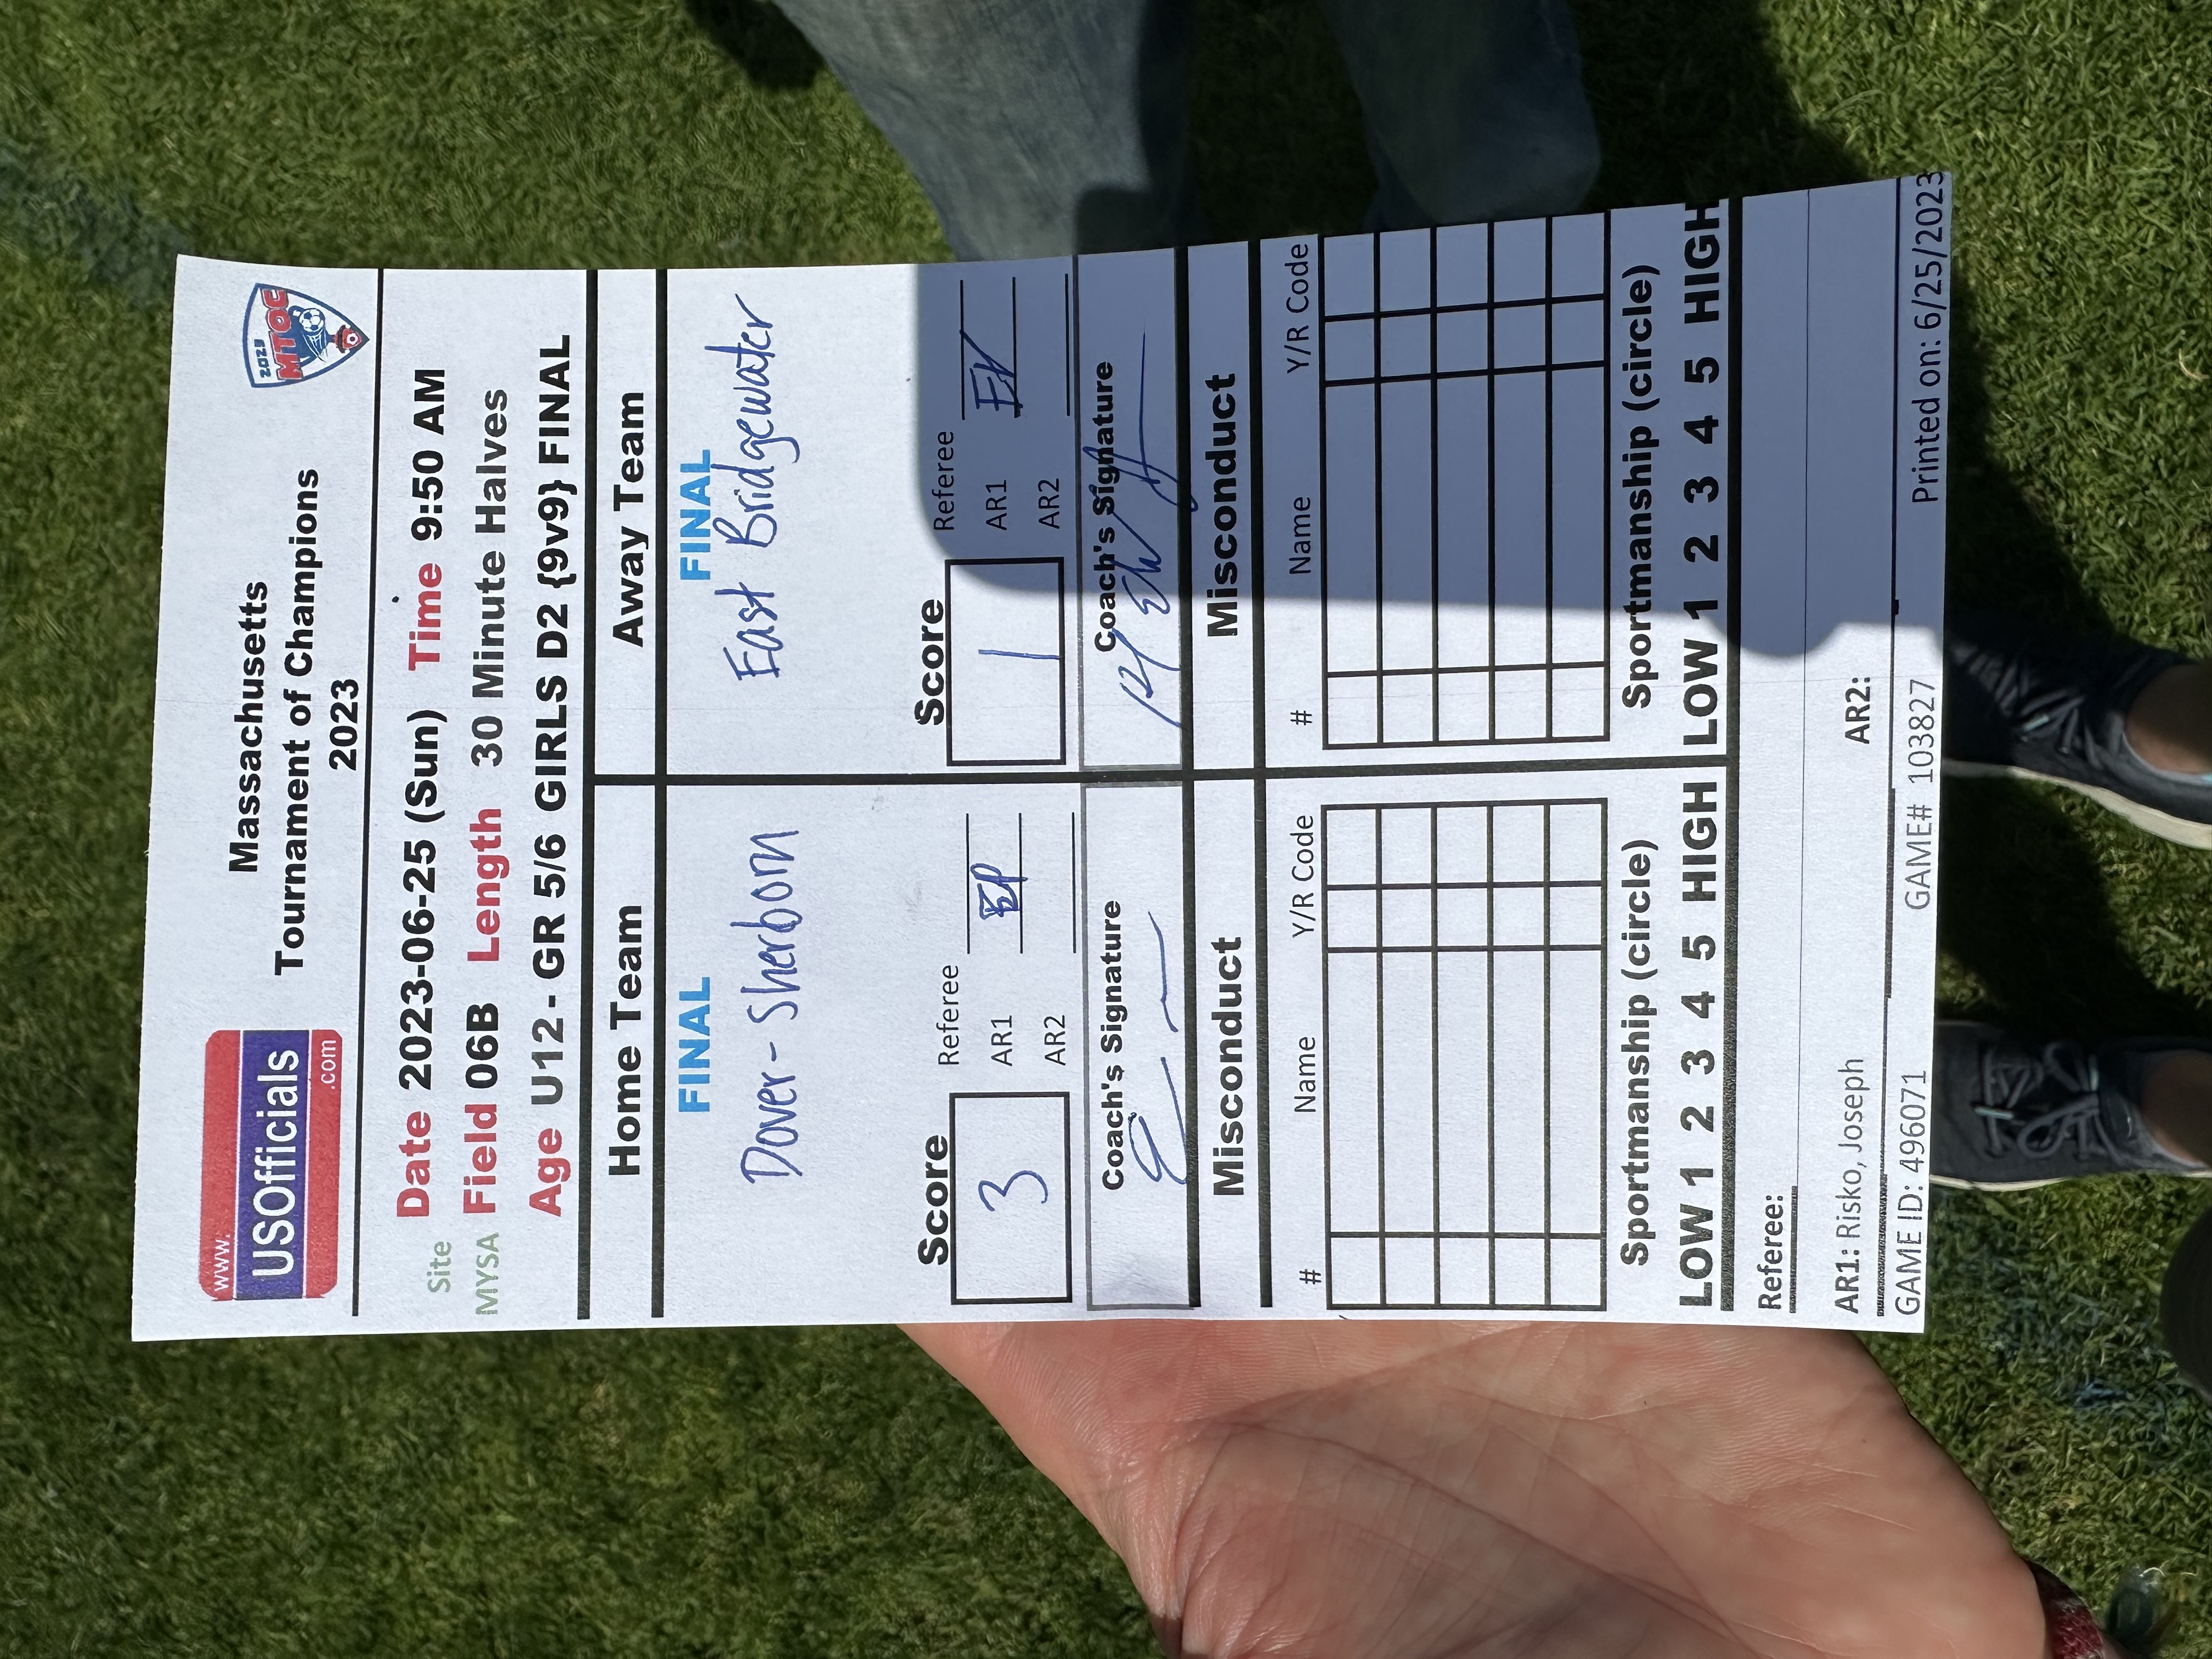 www.
USOfficials
.com
Massachusetts
Tournament of Champions
2023
2023
MTOC
Site Date 2023-06-25 (Sun) Time 9:50 AM
MYSA Field 06B Length 30 Minute Halves
Age U12 - GR 5/6 GIRLS D2 {9v9} FINAL
Home Team Away Team
FINAL FINAL
Dover-Sherborn East Bridgewater
Score Referee Score Referee
3 AR1 1 AR1
AR2 AR2
Coach's Signature Coach's Signature
Misconduct Misconduct
# Name Y/R Code # Name Y/R Code
Sportmanship (circle) Sportmanship (circle)
LOW 1 2 3 4 5 HIGH LOW 1 2 3 4 5 HIGH
Referee:
AR1: Risko, Joseph AR2:
GAME ID: 496071 GAME# 103827 Printed on: 6/25/2023